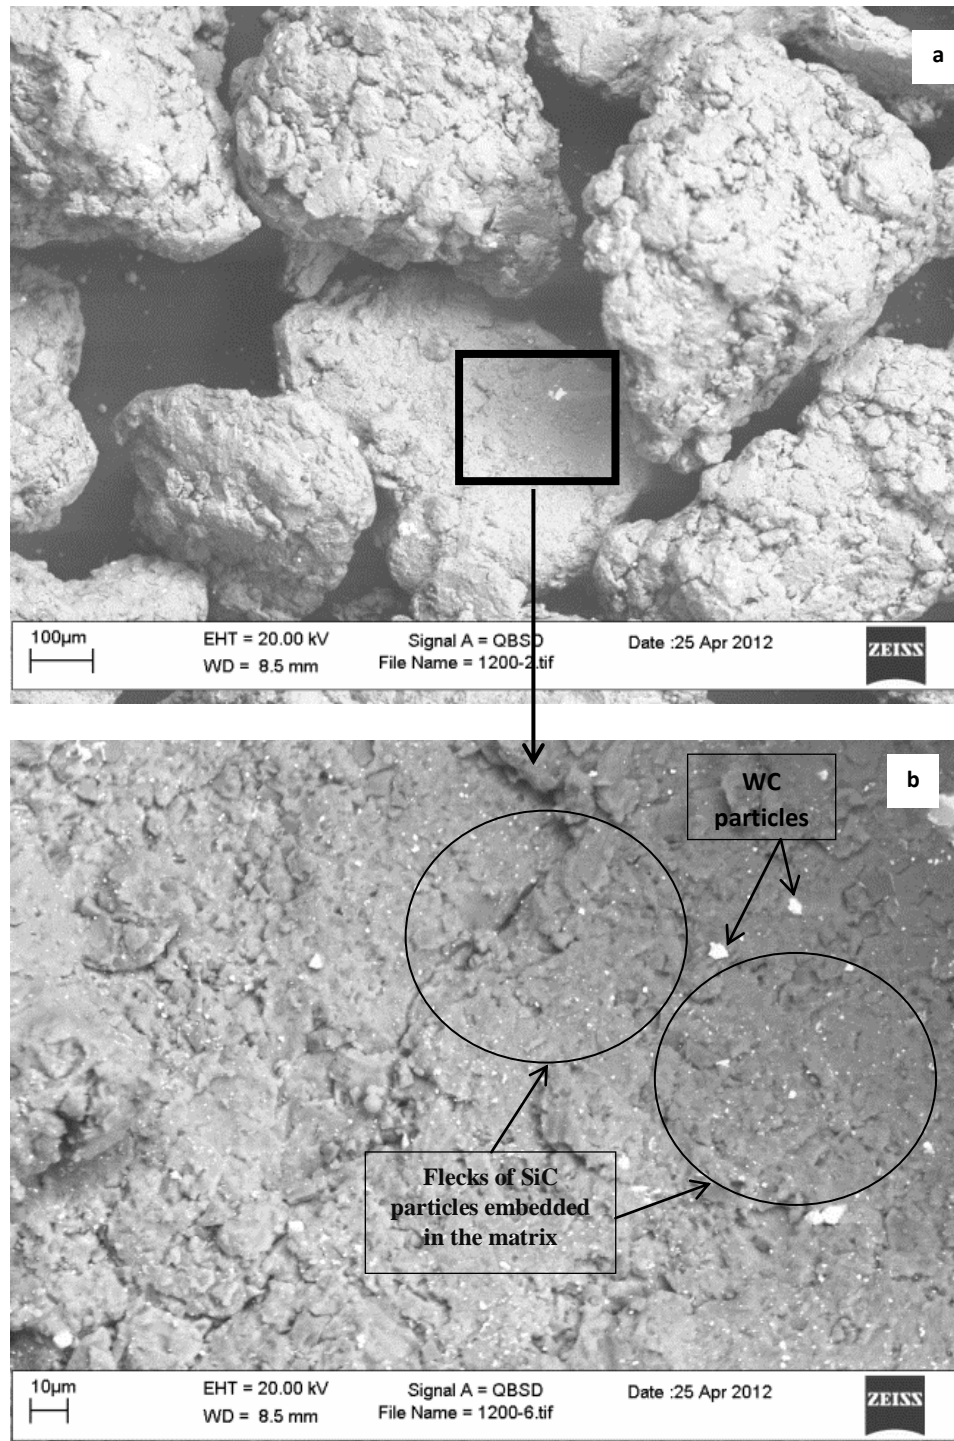 a
100µm
EHT = 20.00 kV
Signal A = QBSD
Date :25 Apr 2012
ZEISS
WD = 8.5 mm
File Name = 1200-2.tif
b
WC
particles
Flecks of SiC
particles embedded
in the matrix
10µm
EHT = 20.00 kV
Signal A = QBSD
Date :25 Apr 2012
ZEISS
WD = 8.5 mm
File Name = 1200-6.tif